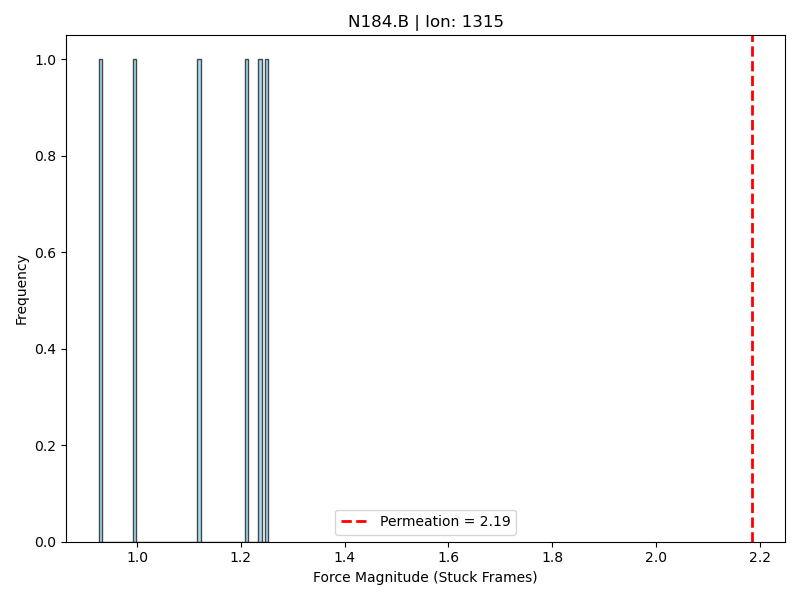 N184.B | Ion: 1315
Frequency
1.0
0.8
0.6
0.4
0.2
0.0
1.0 1.2 1.4 1.6 1.8 2.0 2.2
Permeation = 2.19
Force Magnitude (Stuck Frames)